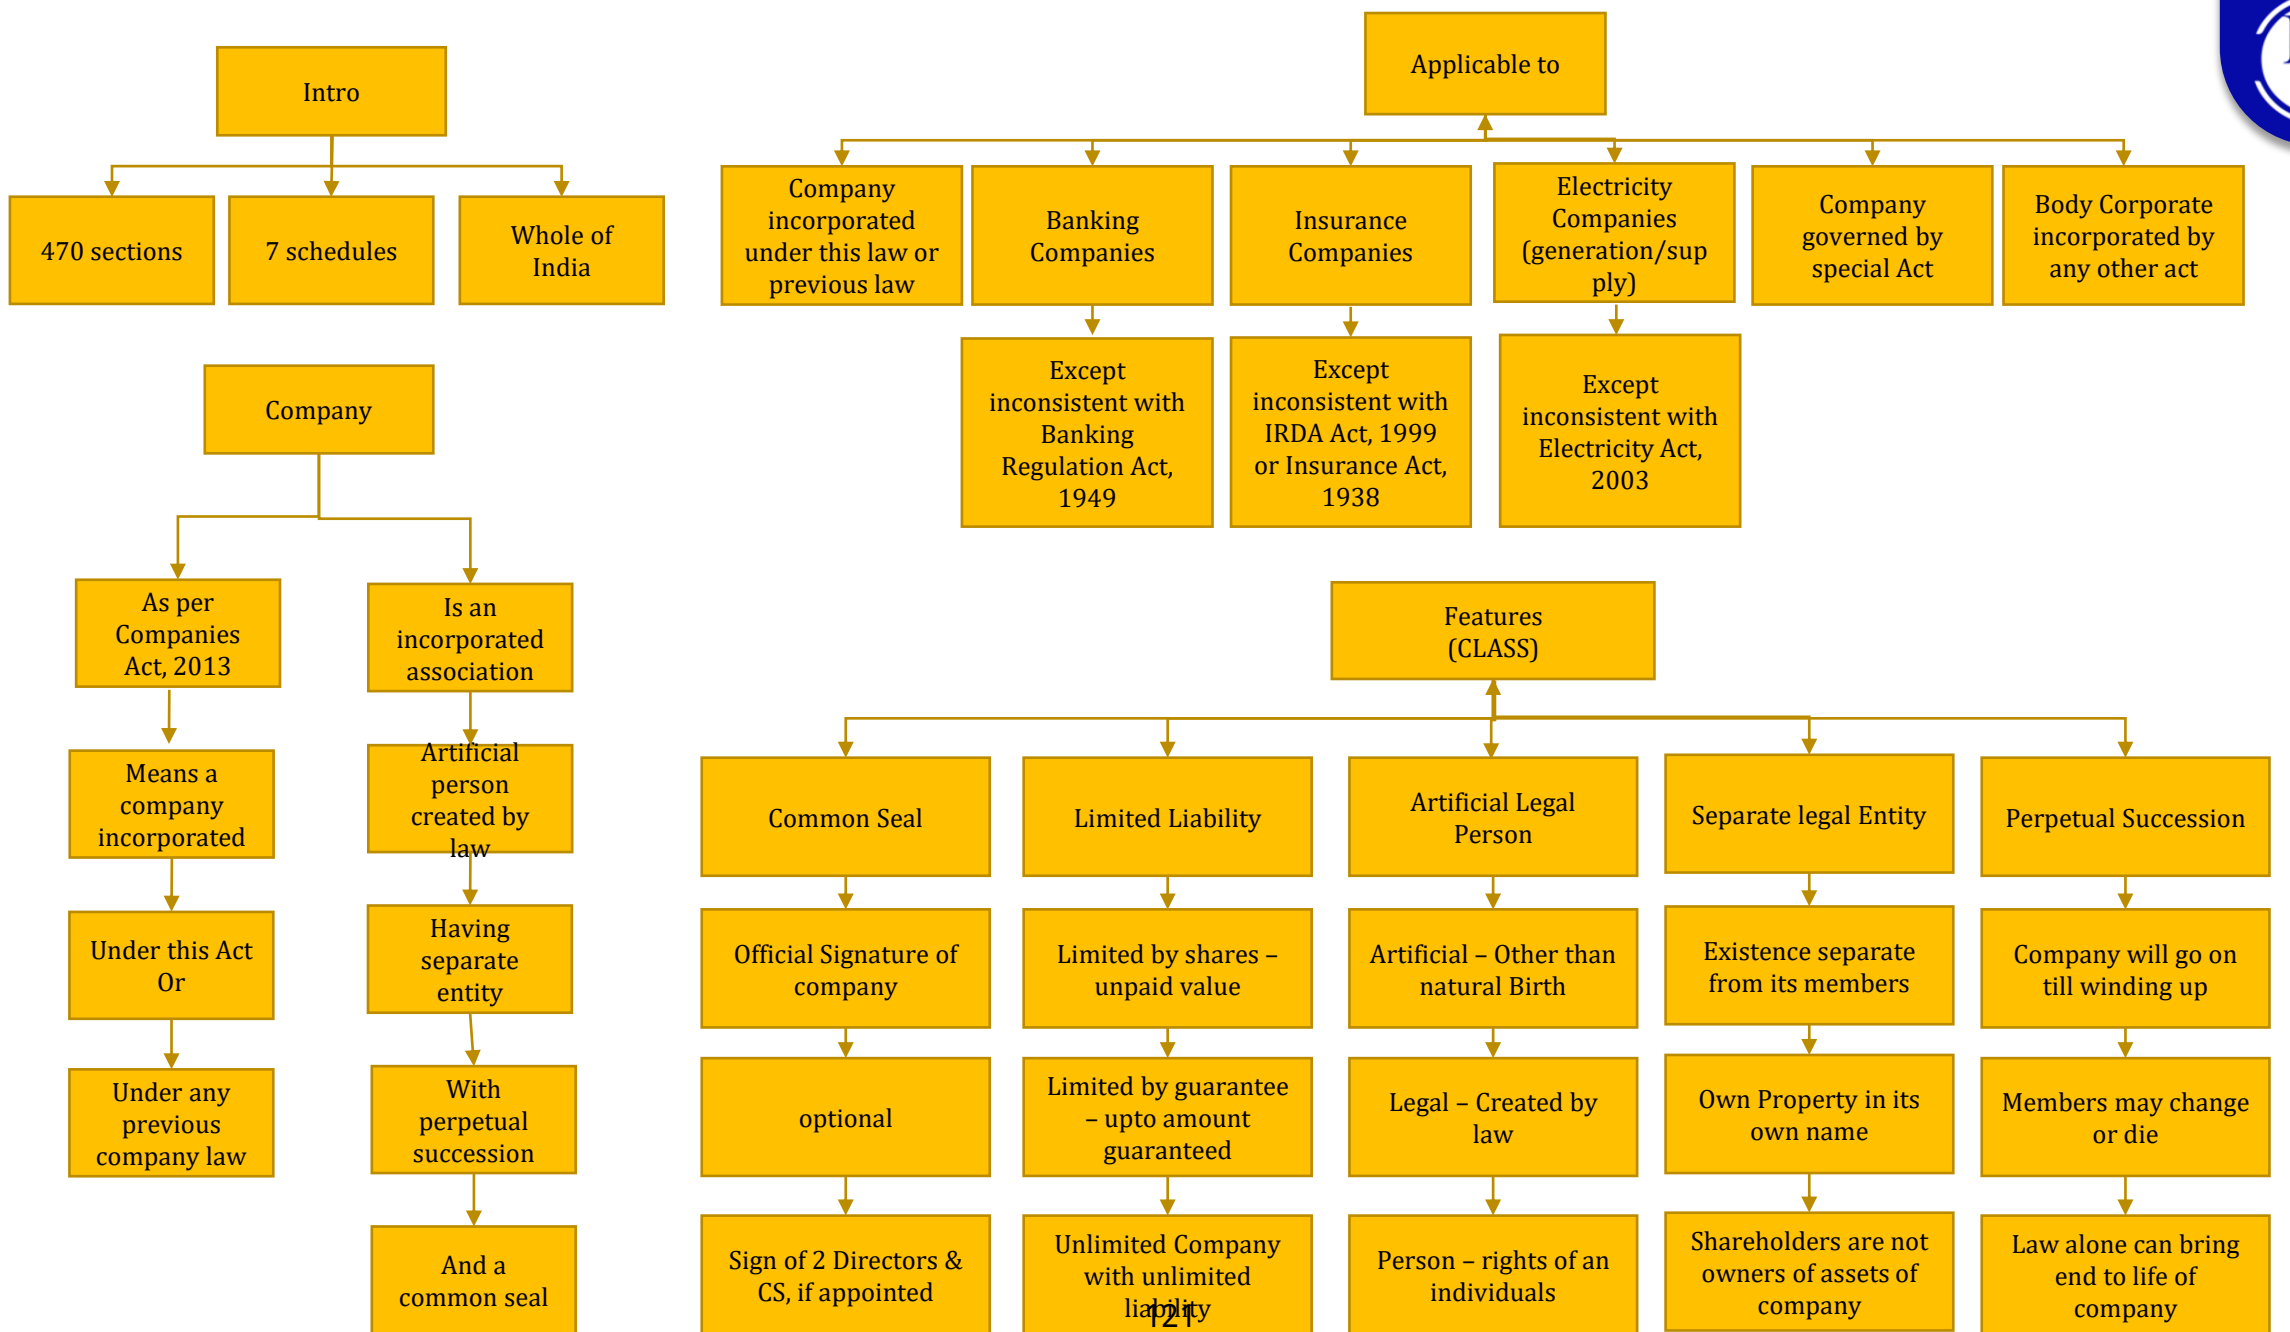 Intro
470 sections
7 schedules
Whole of
India
Applicable to
Company
incorporated
under this law or
previous law
Banking
Companies
Insurance
Companies
Electricity
Companies
(generation/sup
ply)
Company
governed by
special Act
Body Corporate
incorporated by
any other act
Except
inconsistent with
Banking
Regulation Act,
1949
Except
inconsistent with
IRDA Act, 1999
or Insurance Act,
1938
Except
inconsistent with
Electricity Act,
2003
Company
As per
Companies
Act, 2013
Means a
company
incorporated
Under this Act
Or
Under any
previous
company law
Is an
incorporated
association
Artificial
person
created by
law
Having
separate
entity
With
perpetual
succession
And a
common seal
Features
(CLASS)
Common Seal
Official Signature of
company
optional
Sign of 2 Directors &
CS, if appointed
Limited Liability
Limited by shares –
unpaid value
Limited by guarantee
– upto amount
guaranteed
Unlimited Company
with unlimited
liability
Artificial Legal
Person
Artificial – Other than
natural Birth
Legal – Created by
law
Person – rights of an
individuals
Separate legal Entity
Existence separate
from its members
Own Property in its
own name
Shareholders are not
owners of assets of
company
Perpetual Succession
Company will go on
till winding up
Members may change
or die
Law alone can bring
end to life of
company
121